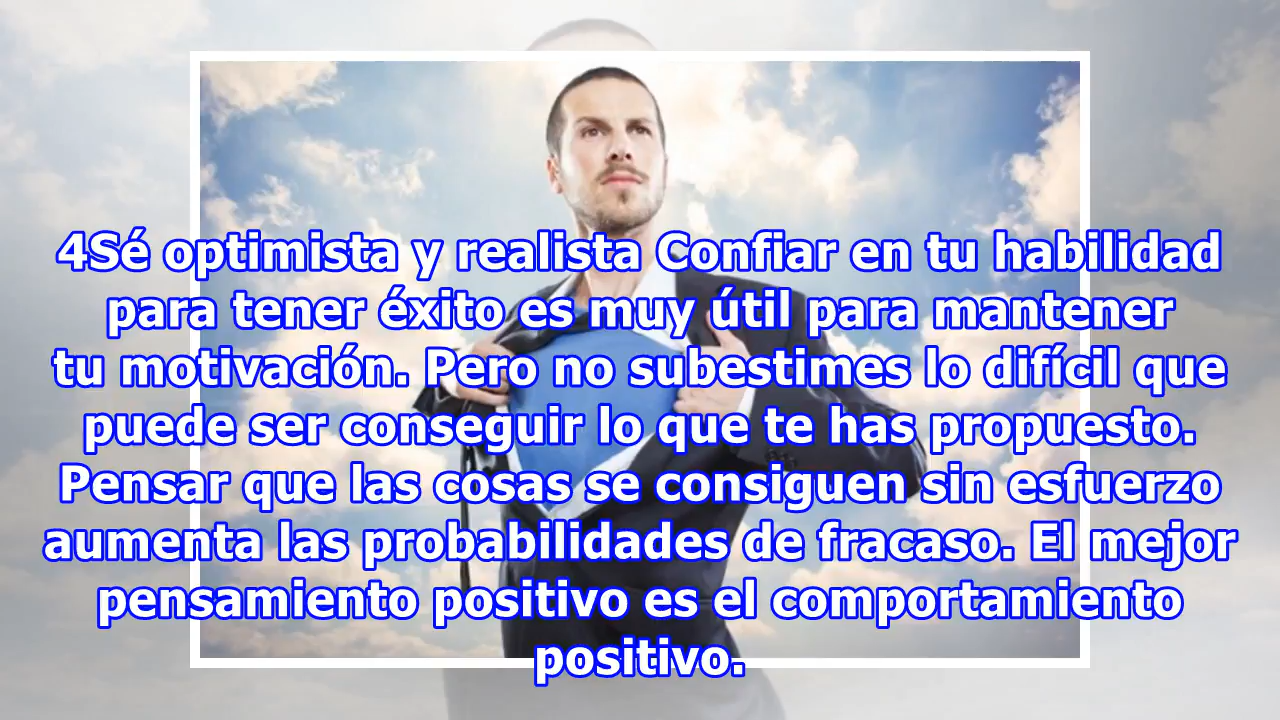 4Sé optimista y realista Confiar en tu habilidad
para tener éxito es muy útil para mantener
tu motivación. Pero no subestimes lo difícil que
puede ser conseguir lo que te has propuesto.
Pensar que las cosas se consiguen sin esfuerzo
aumenta las probabilidades de fracaso. El mejor
pensamiento positivo es el comportamiento
positivo.